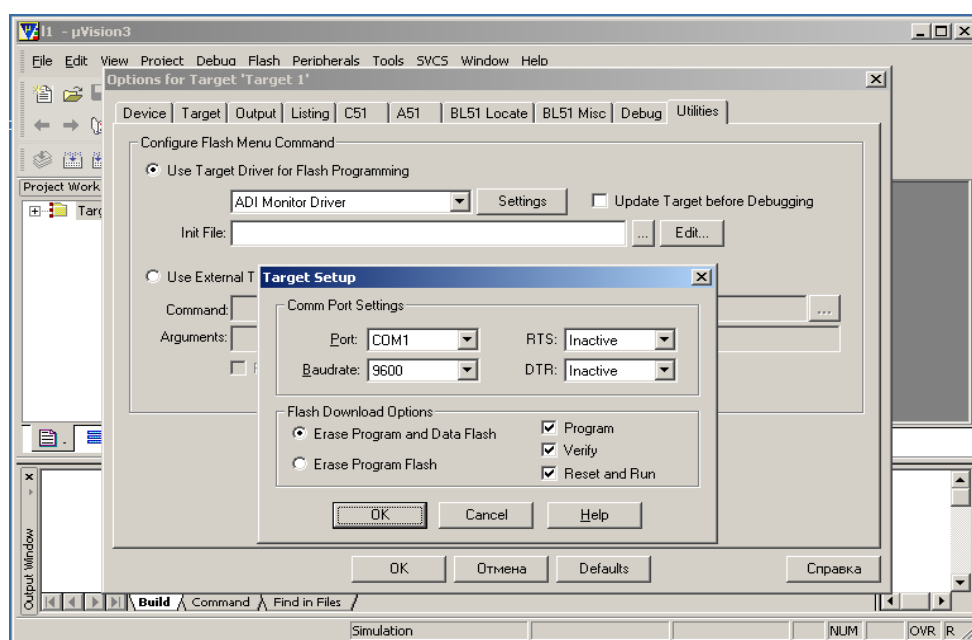 l1 - µVision3
File Edit View Project Debug Flash Peripherals Tools SVCS Window Help
Options for Target 'Target 1'
Device Target Output Listing C51 A51 BL51 Locate BL51 Misc Debug Utilities
Configure Flash Menu Command
Use Target Driver for Flash Programming
ADI Monitor Driver Settings Update Target before Debugging
Init File: ... Edit...
Project Work
Targ
Use External T
Command: ...
Arguments:
Target Setup
Comm Port Settings
Port: COM1 RTS: Inactive
Baudrate: 9600 DTR: Inactive
Flash Download Options
Erase Program and Data Flash Program
Verify
Erase Program Flash Reset and Run
OK Cancel Help
OK Отмена Defaults Справка
Output Window
Build Command Find in Files
Simulation NUM OVR R